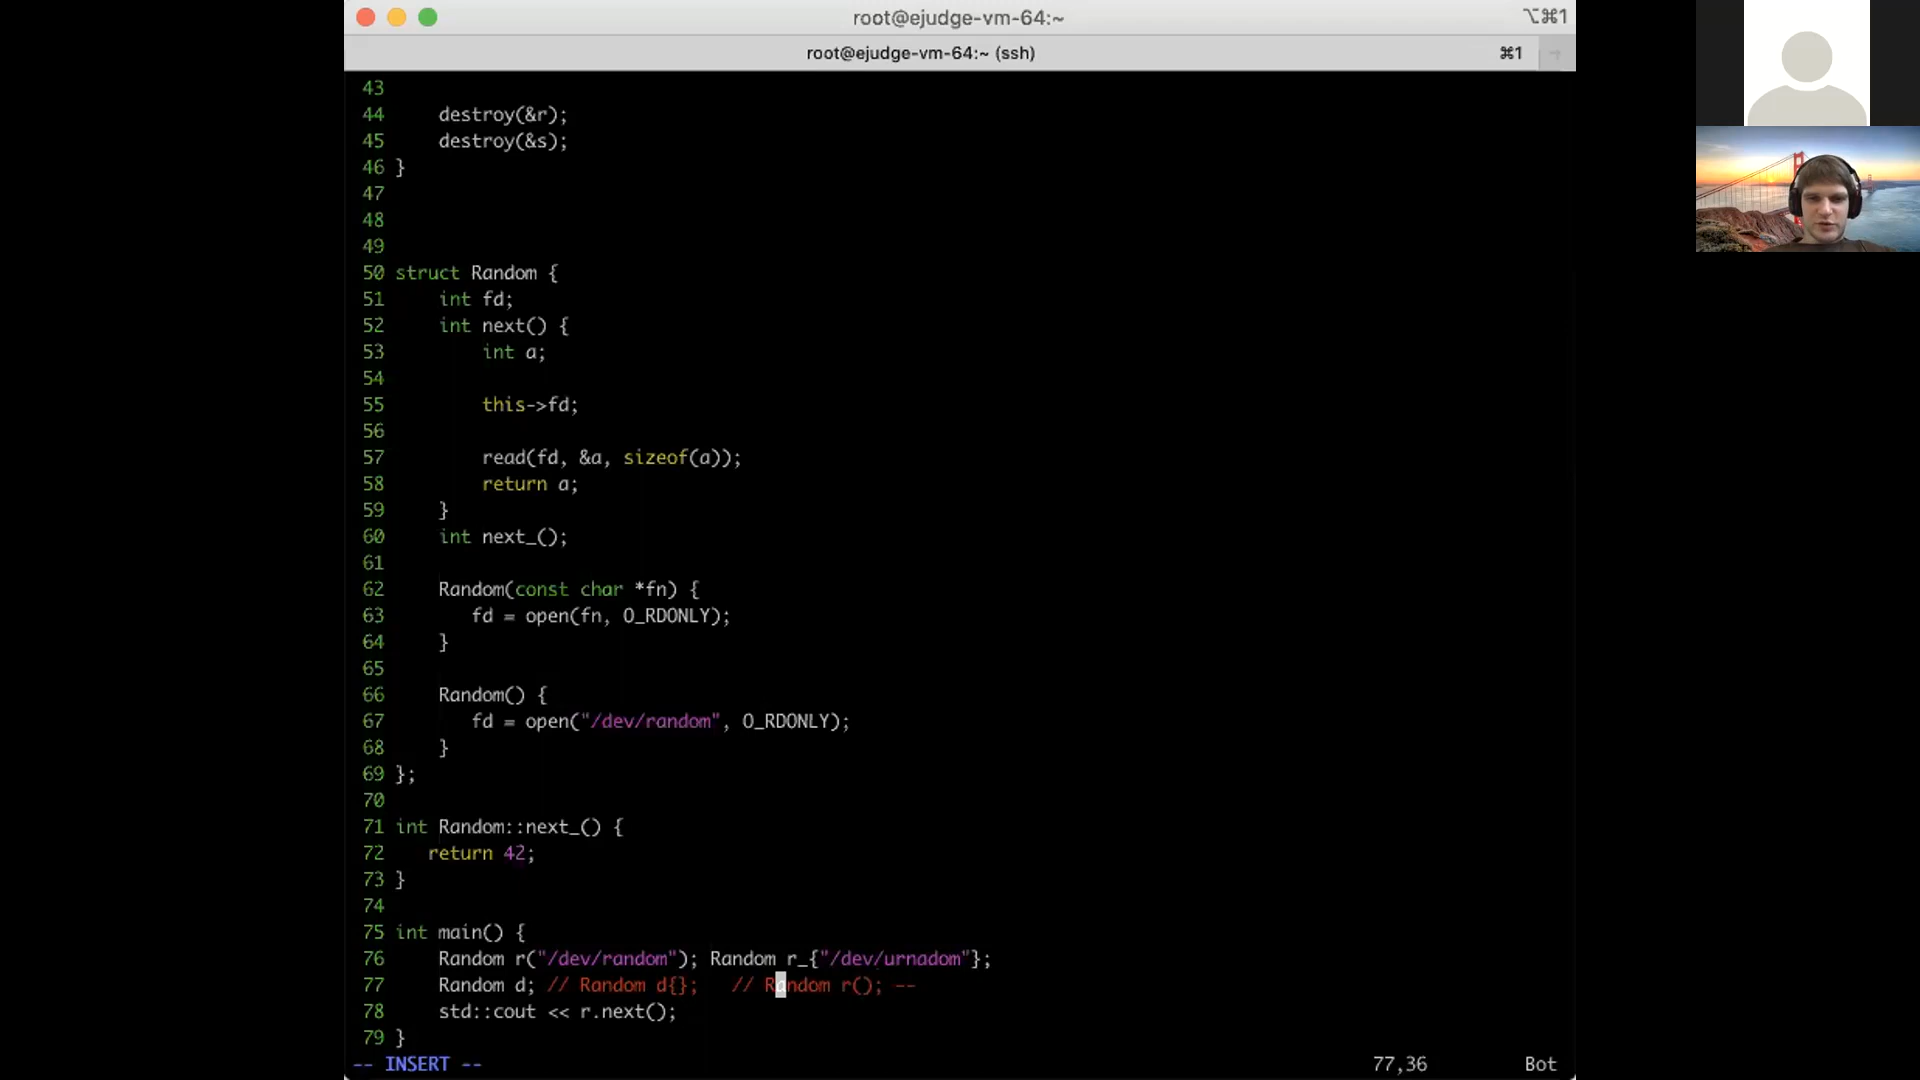 root@ejudge-vm-64:~
⌥⌘1
root@ejudge-vm-64:~ (ssh)
⌘1
43
44     destroy(&r);
45     destroy(&s);
46 }
47
48
49
50 struct Random {
51     int fd;
52     int next() {
53         int a;
54
55         this->fd;
56
57         read(fd, &a, sizeof(a));
58         return a;
59     }
60     int next_();
61
62     Random(const char *fn) {
63        fd = open(fn, O_RDONLY);
64     }
65
66     Random() {
67        fd = open("/dev/random", O_RDONLY);
68     }
69 };
70
71 int Random::next_() {
72    return 42;
73 }
74
75 int main() {
76     Random r("/dev/random"); Random r_{"/dev/urnadom"};
77     Random d; // Random d{};   // Random r(); --
78     std::cout << r.next();
79 }
-- INSERT --
77,36
Bot